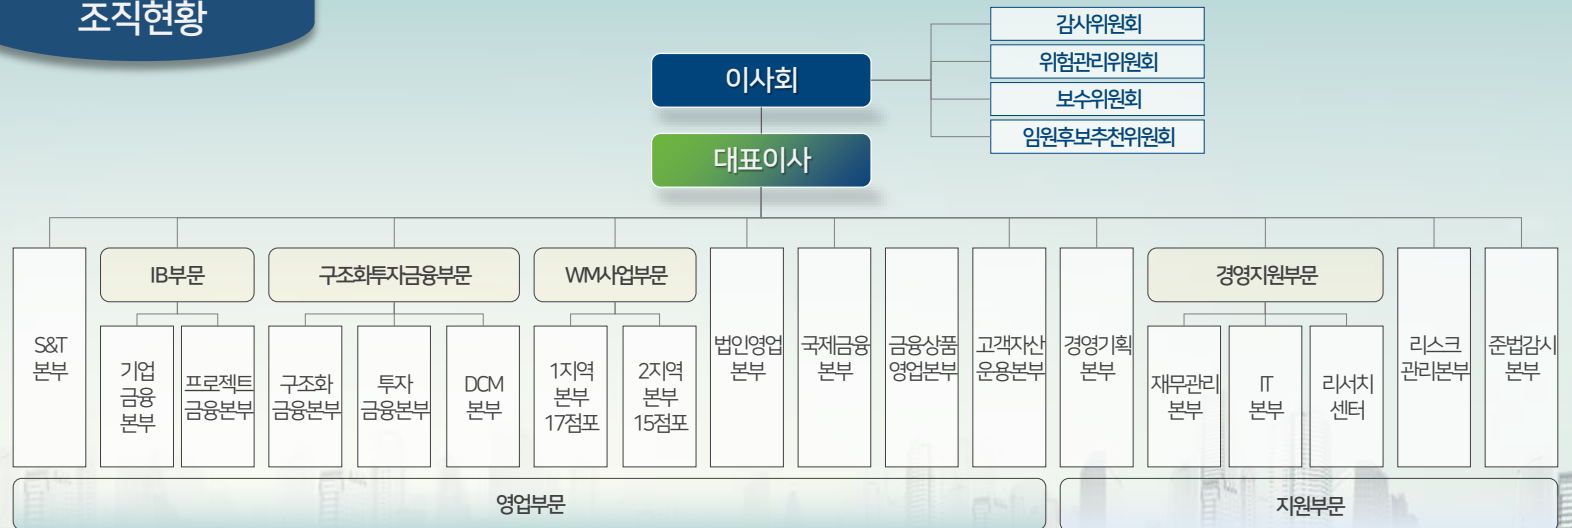 조직현황
감사위원회
이사회
위험관리위원회
보수위원회
임원후보추천위원회
대표이사
S&T
본부
IB부문
기업
금융
본부
프로젝트
금융본부
구조화투자금융부문
구조화
금융본부
투자
금융본부
DCM
본부
WM사업부문
1지역
본부
17점포
2지역
본부
15점포
법인영업
본부
국제금융
본부
금융상품
영업본부
고객자산
운용본부
경영기획
본부
경영지원부문
재무관리
본부
IT
본부
리서치
센터
리스크
관리본부
준법감시
본부
영업부문
지원부문